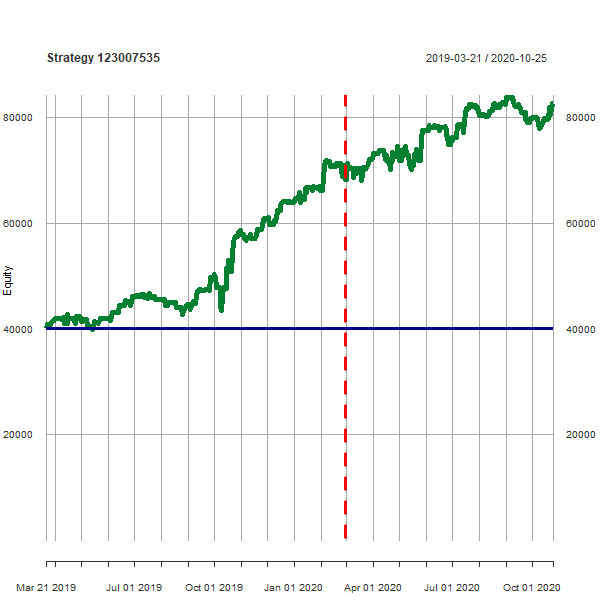 Strategy 123007535
2019-03-21 / 2020-10-25
80000
80000
60000
60000
Equity
40000
40000
20000
20000
Mar 21 2019
Jul 01 2019
Oct 01 2019
Jan 01 2020
Apr 01 2020
Jul 01 2020
Oct 01 2020